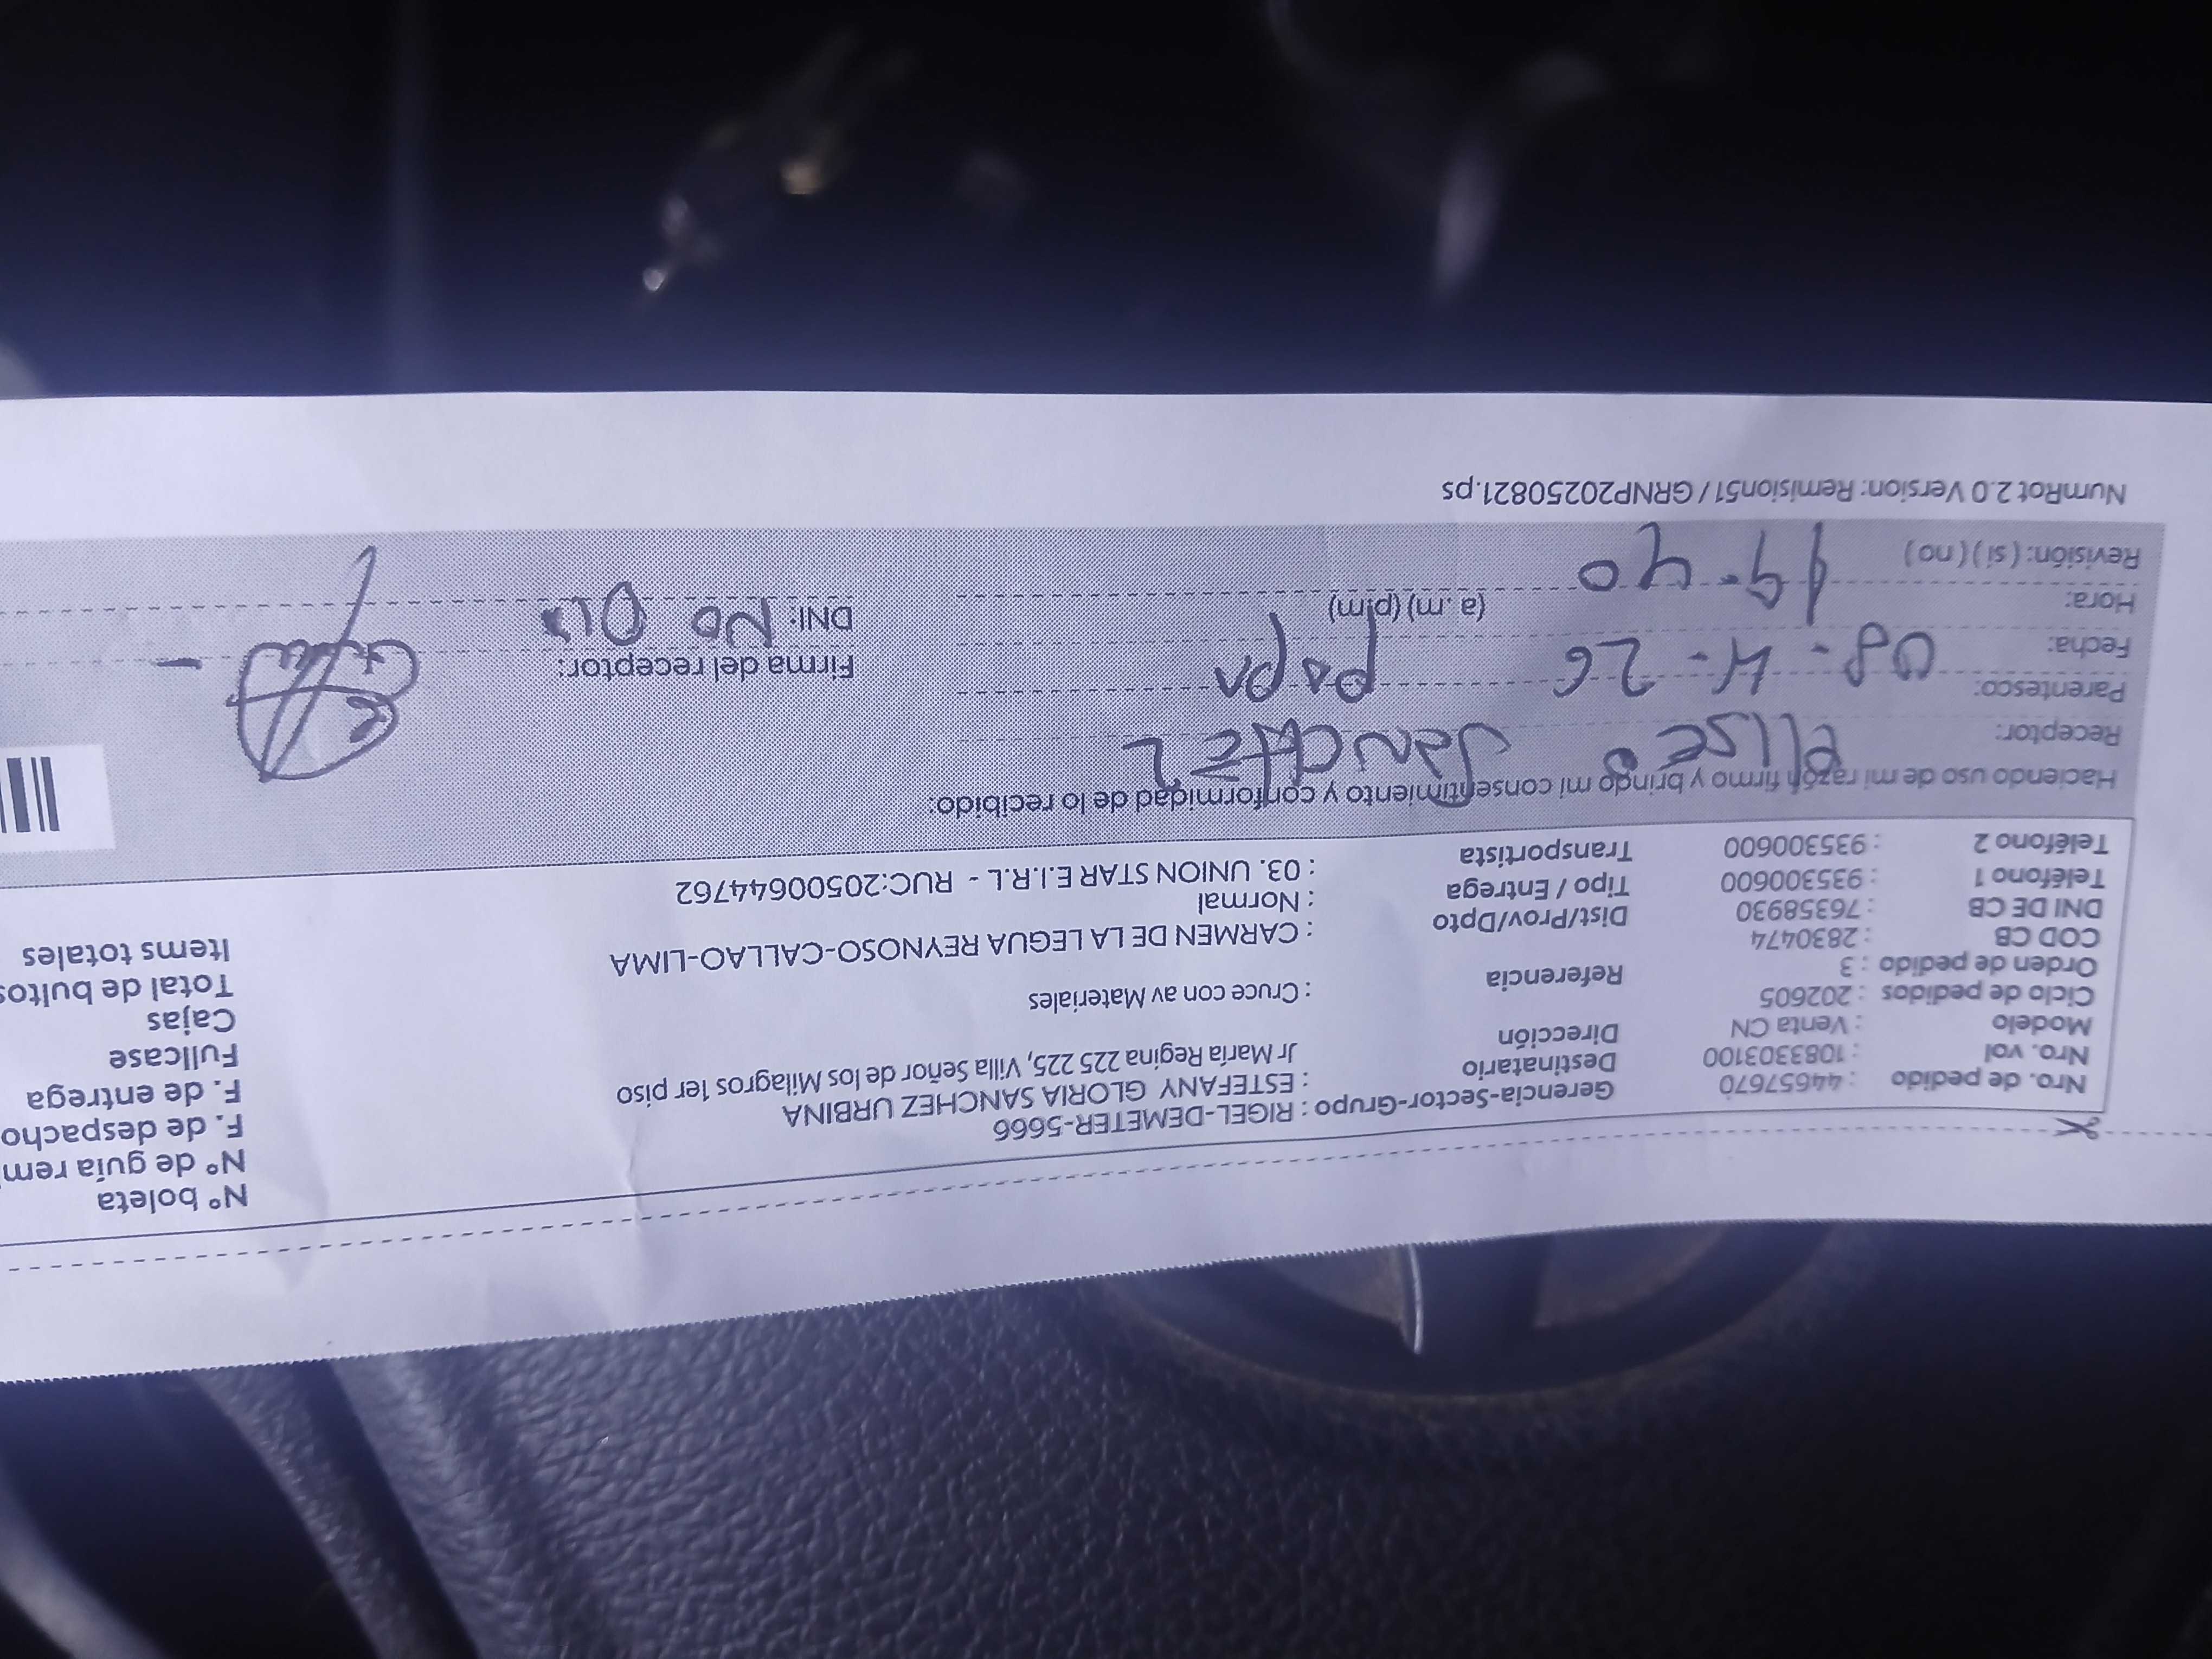 Nº boleta
Nº de guía rem
F. de despacho
F. de entrega
Fullcase
Cajas
Total de bultos
Items totales
Nro. de pedido : 44657670 Gerencia-Sector-Grupo : RIGEL-DEMETER-5666
Nro. vol : 1083303100 Destinatario : ESTEFANY GLORIA SANCHEZ URBINA
Modelo : Venta CN Dirección Jr María Regina 225 225, Villa Señor de los Milagros 1er piso
Ciclo de pedidos : 202605
Orden de pedido : 3 Referencia : Cruce con av Materiales
COD CB : 2830474
DNI DE CB : 76358930 Dist/Prov/Dpto : CARMEN DE LA LEGUA REYNOSO-CALLAO-LIMA
Teléfono 1 : 935300600 Tipo / Entrega : Normal
Teléfono 2 : 935300600 Transportista : 03. UNION STAR E.I.R.L - RUC:20500644762
Haciendo uso de mi razón firmo y brindo mi consentimiento y conformidad de lo recibido:
Receptor: eliseo Sanchez
Parentesco: papa Firma del receptor:
Fecha: 08-4-26
Hora: 19-40 (a.m) (p.m) DNI: NO
Revisión: ( si ) ( no )
NumRot 2.0 Version: Remision51 / GRNP20250821.ps